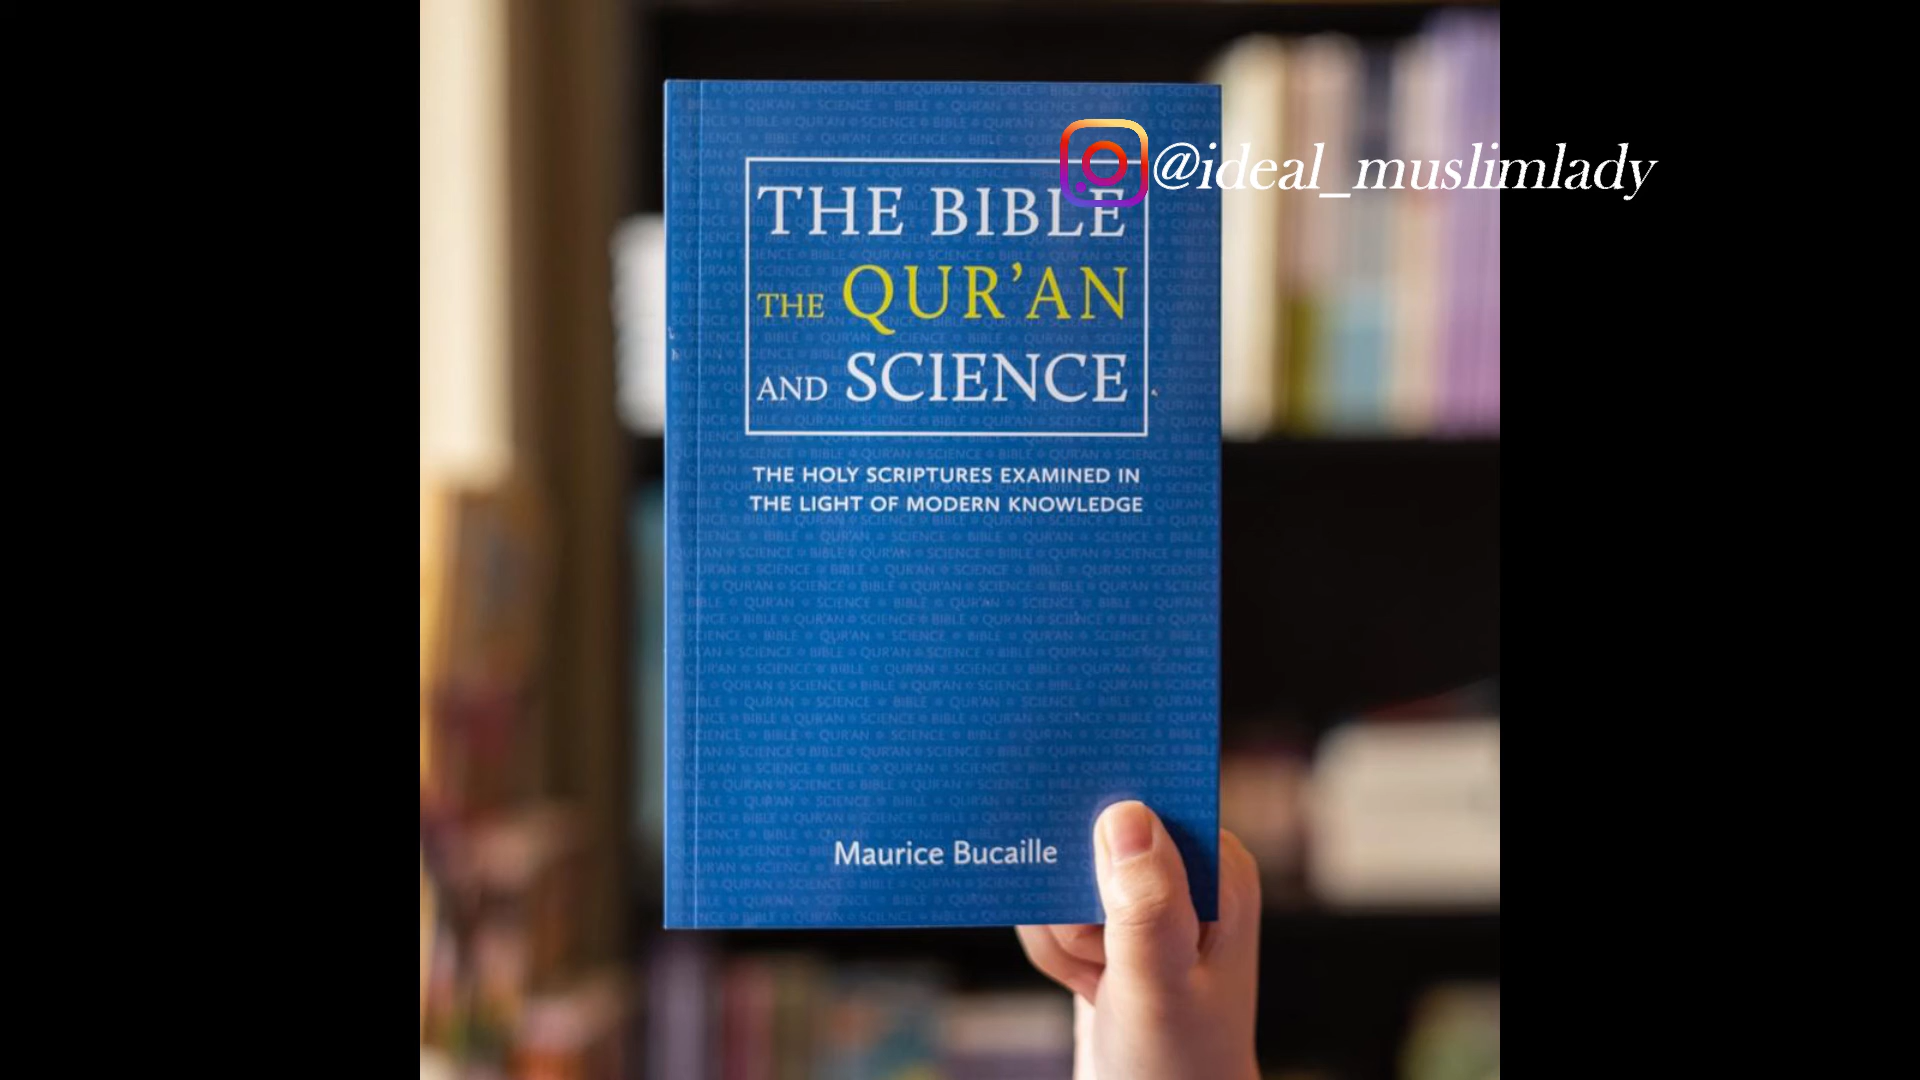 @ideal_muslimlady
THE BIBLE
THE QUR'AN
AND SCIENCE
THE HOLY SCRIPTURES EXAMINED IN
THE LIGHT OF MODERN KNOWLEDGE
Maurice Bucaille